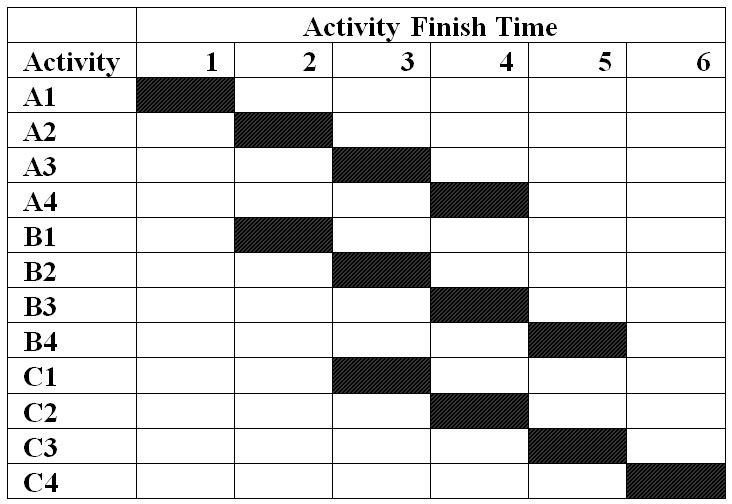 Activity Finish Time
Activity 1 2 3 4 5 6
A1
A2
A3
A4
B1
B2
B3
B4
C1
C2
C3
C4